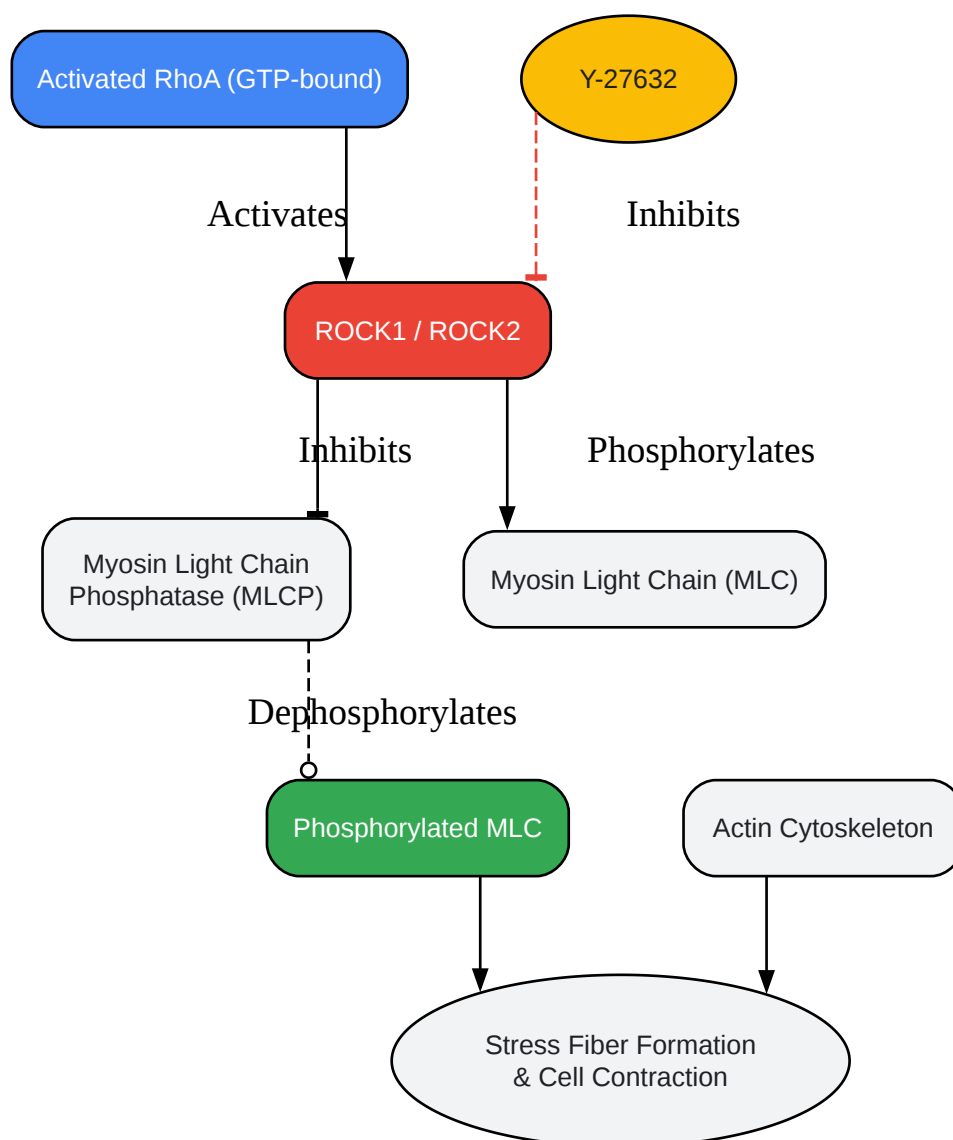 Activated RhoA (GTP-bound)
Y-27632
Activates
Inhibits
ROCK1 / ROCK2
Inhibits
Phosphorylates
Myosin Light Chain
Phosphatase (MLCP)
Myosin Light Chain (MLC)
Dephosphorylates
Phosphorylated MLC
Actin Cytoskeleton
Stress Fiber Formation
& Cell Contraction